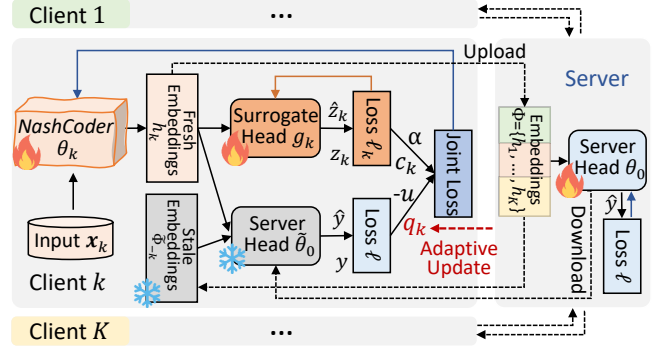 Client 1
...
Upload
Server
NashCoder
θ_k
Fresh
Embeddings
h_k
Surrogate
Head g_k
ẑ_k
z_k
Loss ℓ_k
α
c_k
-u
Joint Loss
Embeddings
Φ={h_1, ..., h_K}
Server
Head θ_0
ŷ
Loss ℓ
Download
Input x_k
Client k
Stale
Embeddings
Φ̃_{-k}
Server
Head θ̃_0
ŷ
y
Loss ℓ
q_k
Adaptive
Update
Client K
...